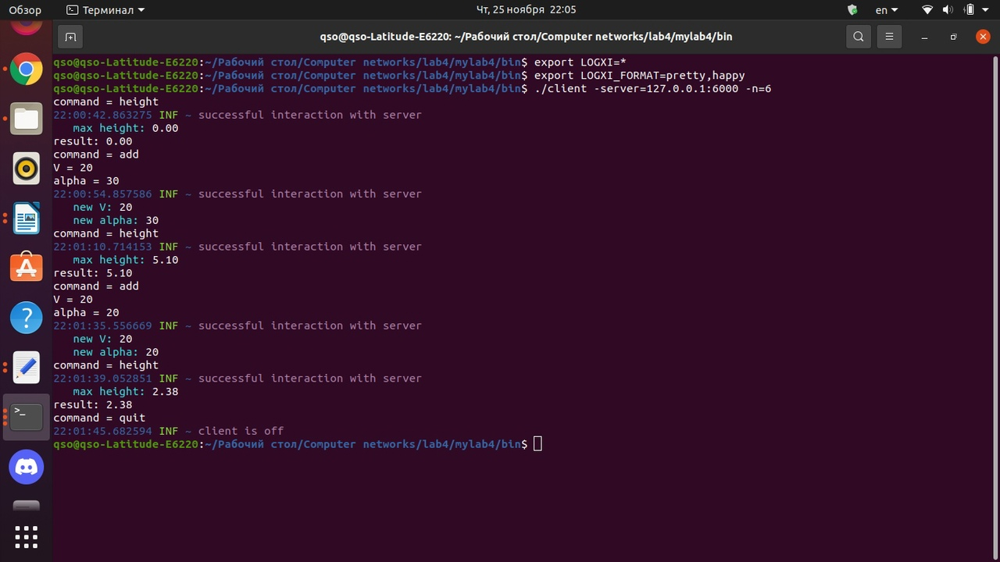 Обзор
Терминал
Чт, 25 ноября 22:05
en
qso@qso-Latitude-E6220: ~/Рабочий стол/Computer networks/lab4/mylab4/bin
qso@qso-Latitude-E6220:~/Рабочий стол/Computer networks/lab4/mylab4/bin$ export LOGXI=*
qso@qso-Latitude-E6220:~/Рабочий стол/Computer networks/lab4/mylab4/bin$ export LOGXI_FORMAT=pretty,happy
qso@qso-Latitude-E6220:~/Рабочий стол/Computer networks/lab4/mylab4/bin$ ./client -server=127.0.0.1:6000 -n=6
command = height
22:00:42.863275 INF ~ successful interaction with server
   max height: 0.00
result: 0.00
command = add
V = 20
alpha = 30
22:00:54.857586 INF ~ successful interaction with server
   new V: 20
   new alpha: 30
command = height
22:01:10.714153 INF ~ successful interaction with server
   max height: 5.10
result: 5.10
command = add
V = 20
alpha = 20
22:01:35.556669 INF ~ successful interaction with server
   new V: 20
   new alpha: 20
command = height
22:01:39.052851 INF ~ successful interaction with server
   max height: 2.38
result: 2.38
command = quit
22:01:45.682594 INF ~ client is off
qso@qso-Latitude-E6220:~/Рабочий стол/Computer networks/lab4/mylab4/bin$